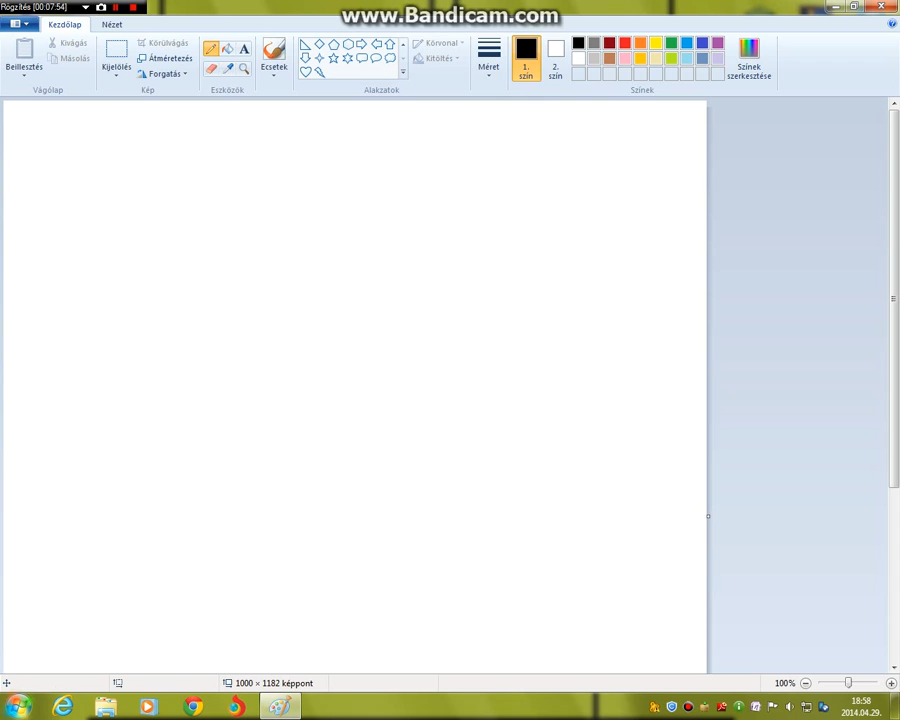 Rögzítés [00:07:54]
www.Bandicam.com
Kezdőlap
Nézet
Beillesztés
Kivágás
Másolás
Vágólap
Kijelölés
Körülvágás
Átméretezés
Forgatás
Kép
A
Eszközök
Ecsetek
Alakzatok
Körvonal
Kitöltés
Méret
1. szín
2. szín
Színek
Színek szerkesztése
1000 × 1182 képpont
100%
18:58
2014.04.29.